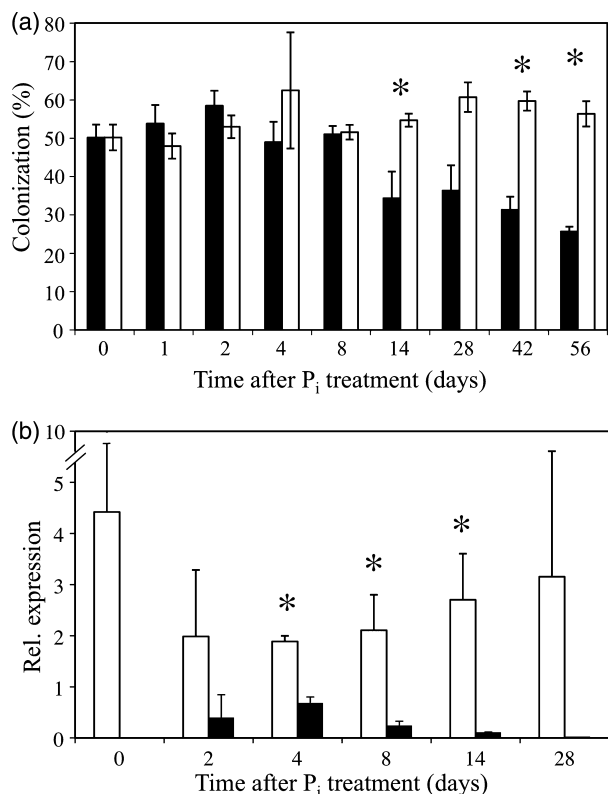 (a)
80
70
60
50
40
30
20
10
0
Colonization (%)
* * *
0 1 2 4 8 14 28 42 56
Time after Pi treatment (days)
(b)
10
5
4
3
2
1
0
Rel. expression
* * *
0 2 4 8 14 28
Time after Pi treatment (days)